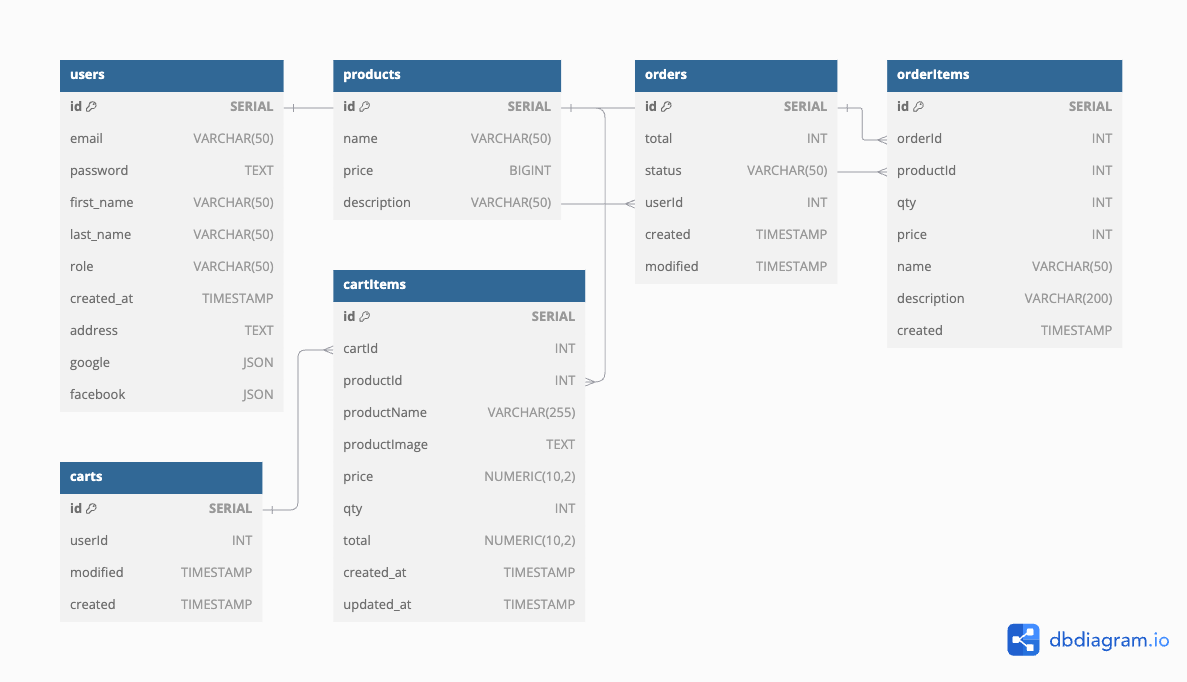 users
id SERIAL
email VARCHAR(50)
password TEXT
first_name VARCHAR(50)
last_name VARCHAR(50)
role VARCHAR(50)
created_at TIMESTAMP
address TEXT
google JSON
facebook JSON
products
id SERIAL
name VARCHAR(50)
price BIGINT
description VARCHAR(50)
orders
id SERIAL
total INT
status VARCHAR(50)
userId INT
created TIMESTAMP
modified TIMESTAMP
orderItems
id SERIAL
orderId INT
productId INT
qty INT
price INT
name VARCHAR(50)
description VARCHAR(200)
created TIMESTAMP
cartItems
id SERIAL
cartId INT
productId INT
productName VARCHAR(255)
productImage TEXT
price NUMERIC(10,2)
qty INT
total NUMERIC(10,2)
created_at TIMESTAMP
updated_at TIMESTAMP
carts
id SERIAL
userId INT
modified TIMESTAMP
created TIMESTAMP
dbdiagram.io